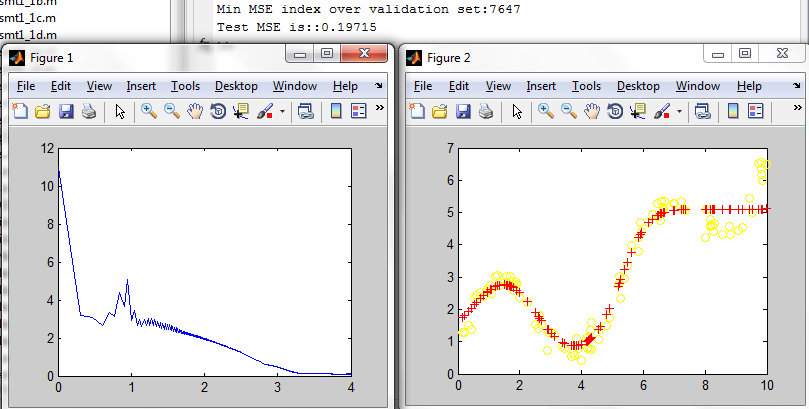 smt1_1b.m
smt1_1c.m
smt1_1d.m
Min MSE index over validation set:7647
Test MSE is::0.19715
Figure 1
File Edit View Insert Tools Desktop Window Help
12
10
8
6
4
2
0
0 1 2 3 4
Figure 2
File Edit View Insert Tools Desktop Window Help
7
6
5
4
3
2
1
0
0 2 4 6 8 10